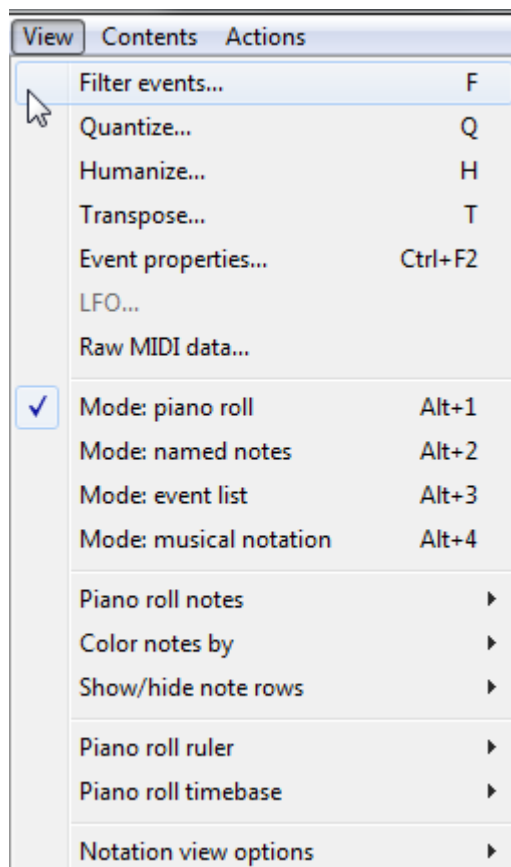 View Contents Actions
Filter events... F
Quantize... Q
Humanize... H
Transpose... T
Event properties... Ctrl+F2
LFO...
Raw MIDI data...
Mode: piano roll Alt+1
Mode: named notes Alt+2
Mode: event list Alt+3
Mode: musical notation Alt+4
Piano roll notes
Color notes by
Show/hide note rows
Piano roll ruler
Piano roll timebase
Notation view options